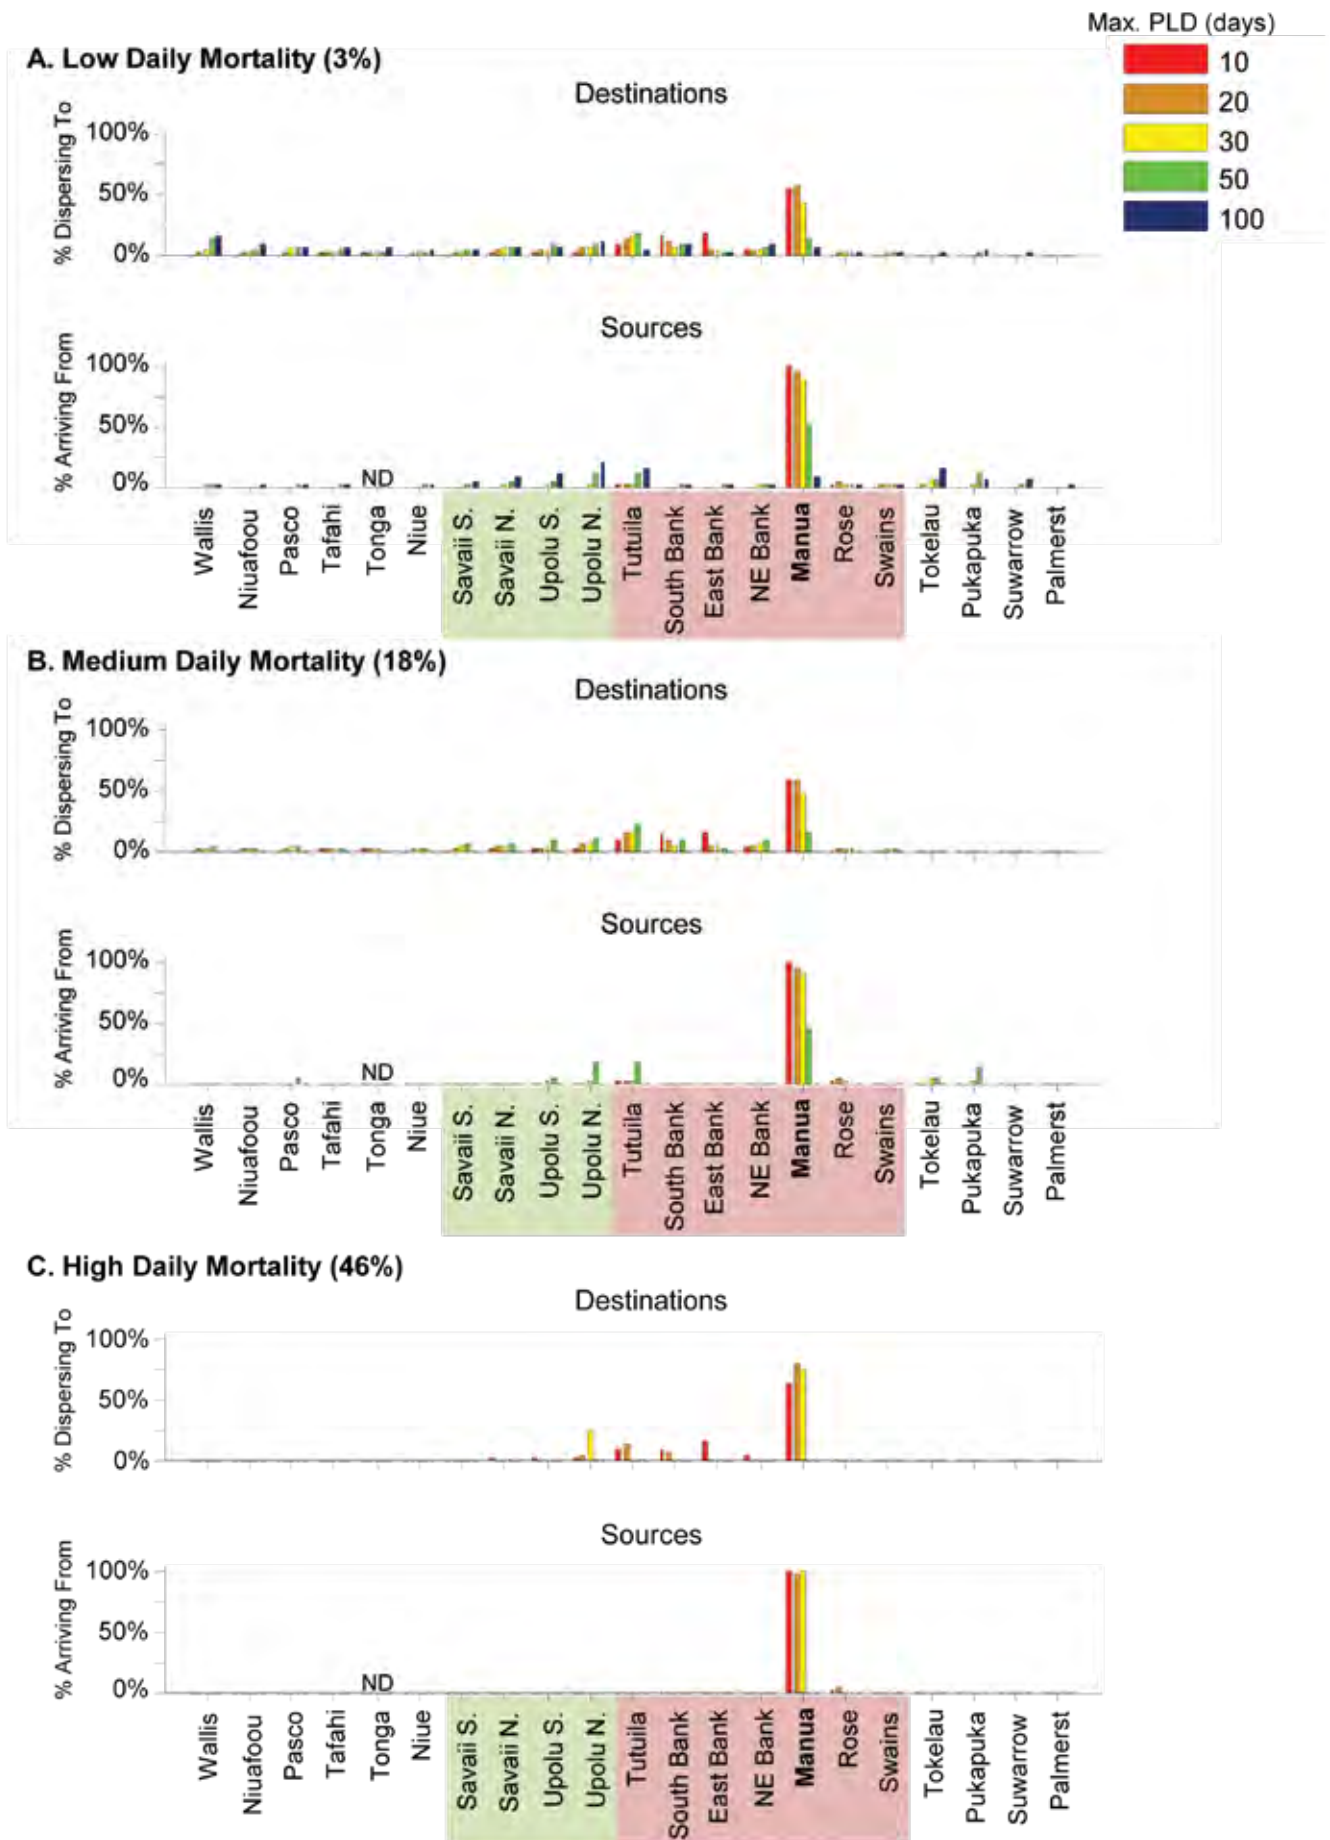 Max. PLD (days)
10
20
30
50
100
A. Low Daily Mortality (3%)
Destinations
% Dispersing To
100%
50%
0%
Sources
% Arriving From
100%
50%
0%
ND
Wallis
Niuafoou
Pasco
Tafahi
Tonga
Niue
Savaii S.
Savaii N.
Upolu S.
Upolu N.
Tutuila
South Bank
East Bank
NE Bank
Manua
Rose
Swains
Tokelau
Pukapuka
Suwarrow
Palmerst
B. Medium Daily Mortality (18%)
Destinations
% Dispersing To
100%
50%
0%
Sources
% Arriving From
100%
50%
0%
ND
Wallis
Niuafoou
Pasco
Tafahi
Tonga
Niue
Savaii S.
Savaii N.
Upolu S.
Upolu N.
Tutuila
South Bank
East Bank
NE Bank
Manua
Rose
Swains
Tokelau
Pukapuka
Suwarrow
Palmerst
C. High Daily Mortality (46%)
Destinations
% Dispersing To
100%
50%
0%
Sources
% Arriving From
100%
50%
0%
ND
Wallis
Niuafoou
Pasco
Tafahi
Tonga
Niue
Savaii S.
Savaii N.
Upolu S.
Upolu N.
Tutuila
South Bank
East Bank
NE Bank
Manua
Rose
Swains
Tokelau
Pukapuka
Suwarrow
Palmerst